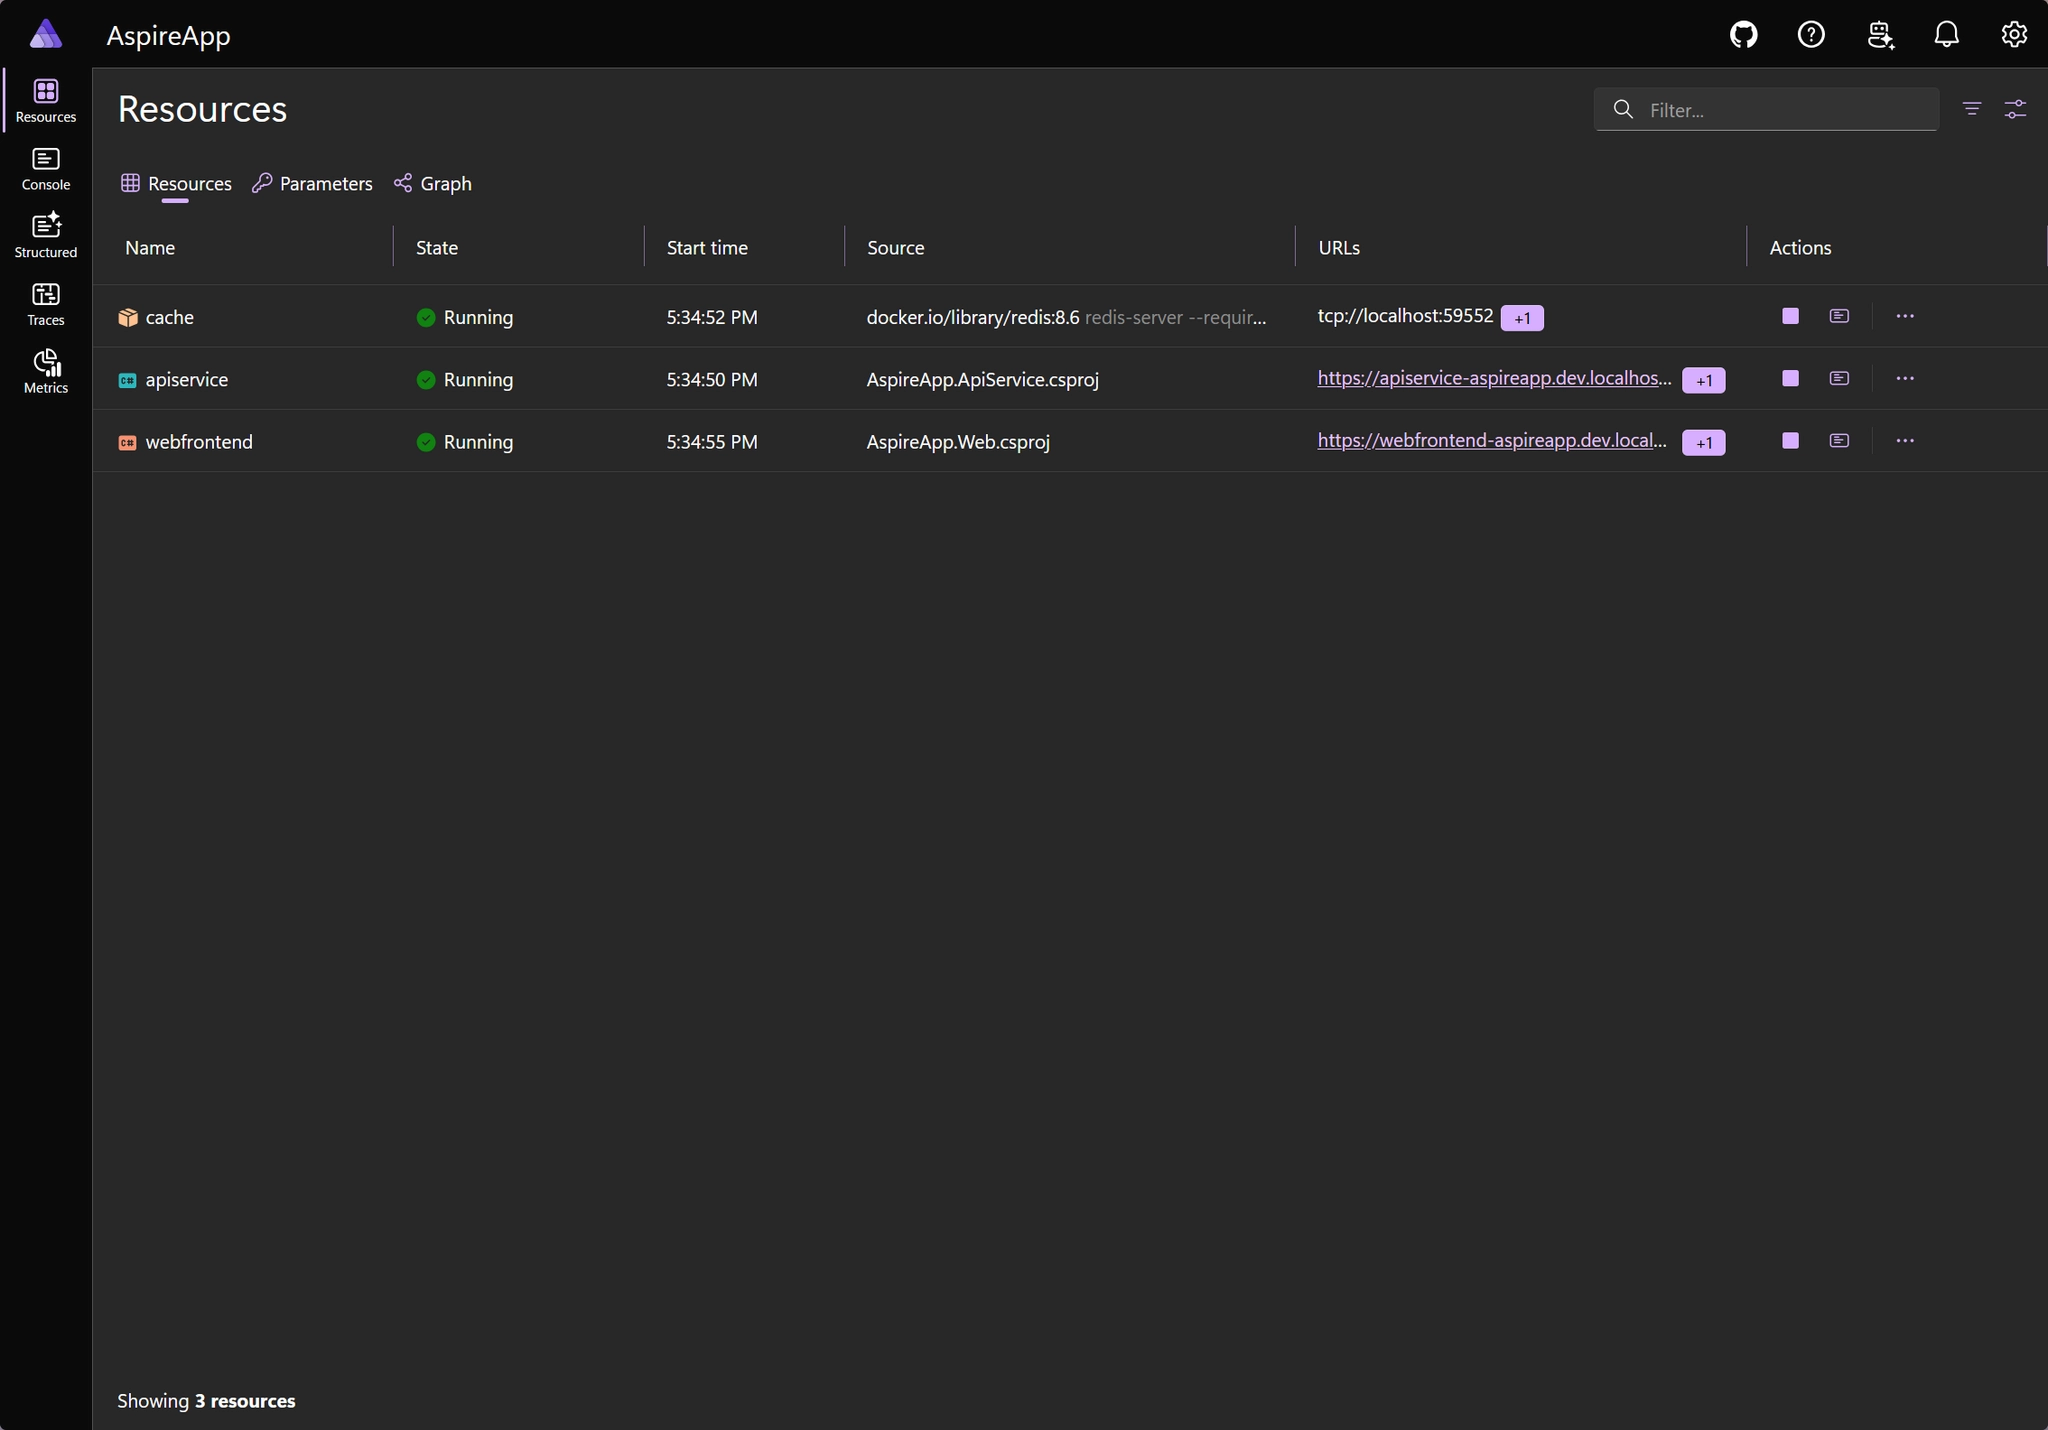 AspireApp
Resources
Console
Structured
Traces
Metrics
Resources
Filter...
Resources Parameters Graph
Name State Start time Source URLs Actions
cache Running 5:34:52 PM docker.io/library/redis:8.6 redis-server --requir... tcp://localhost:59552 +1
C# apiservice Running 5:34:50 PM AspireApp.ApiService.csproj https://apiservice-aspireapp.dev.localhos... +1
C# webfrontend Running 5:34:55 PM AspireApp.Web.csproj https://webfrontend-aspireapp.dev.local... +1
Showing 3 resources